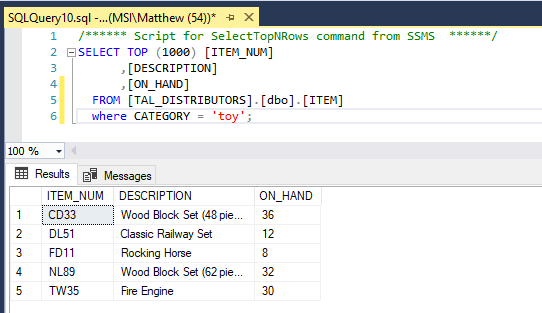 SQLQuery10.sql -...(MSI\Matthew (54))*
1 /****** Script for SelectTopNRows command from SSMS ******/
2 SELECT TOP (1000) [ITEM_NUM]
3 ,[DESCRIPTION]
4 ,[ON_HAND]
5 FROM [TAL_DISTRIBUTORS].[dbo].[ITEM]
6 where CATEGORY = 'toy';
100 %
Results Messages
ITEM_NUM DESCRIPTION ON_HAND
1 CD33 Wood Block Set (48 pie... 36
2 DL51 Classic Railway Set 12
3 FD11 Rocking Horse 8
4 NL89 Wood Block Set (62 pie... 32
5 TW35 Fire Engine 30